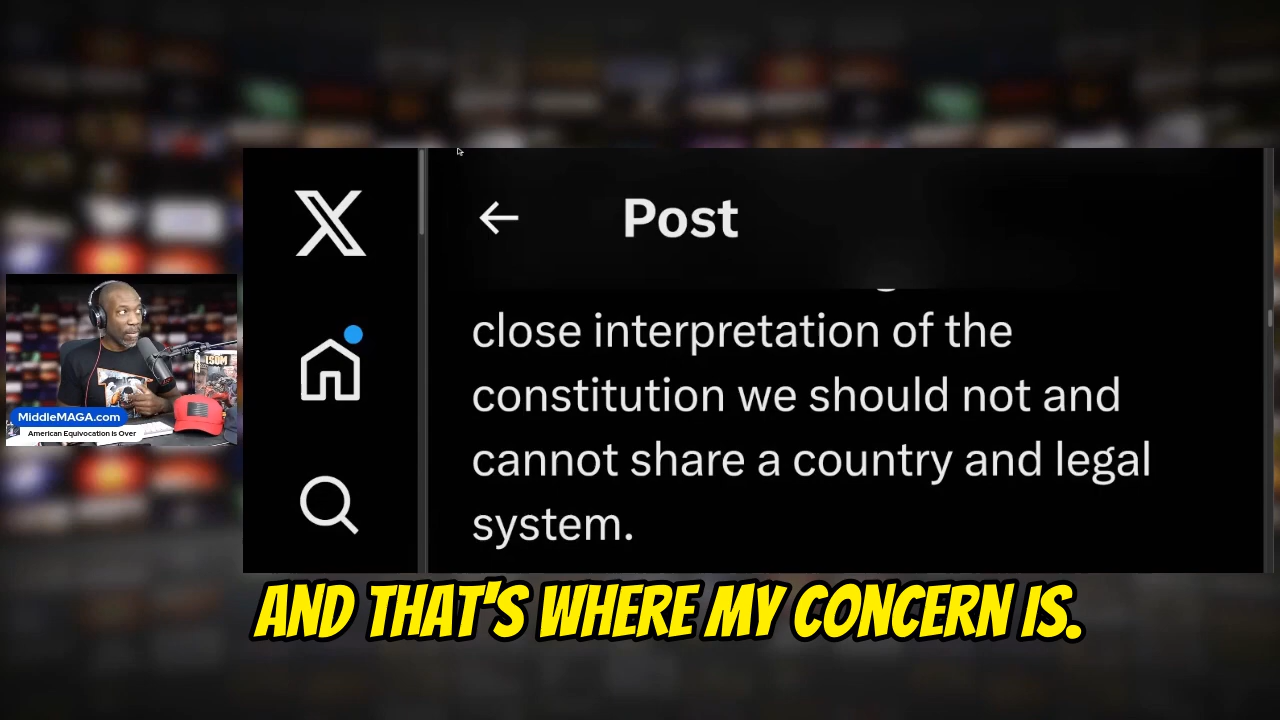 Post
close interpretation of the
constitution we should not and
cannot share a country and legal
system.
ISOM
MiddleMAGA.com
American Equivocation Is Over
AND THAT'S WHERE MY CONCERN IS.